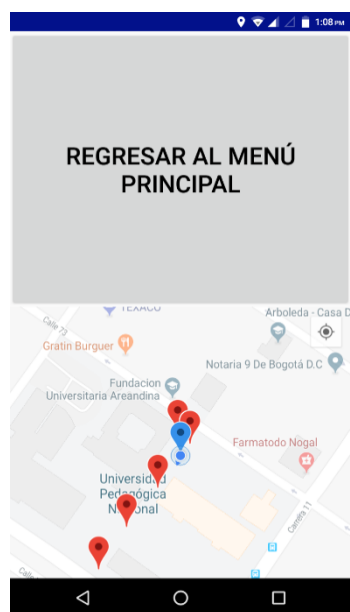 1:08 PM
REGRESAR AL MENÚ
PRINCIPAL
TEXACO
Arboleda - Casa D
Calle 73
Gratin Burguer
Notaria 9 De Bogotá D.C
Fundacion
Universitaria Areandina
Farmatodo Nogal
Universidad
Pedagógica
Nacional
Carrera 11
Calle